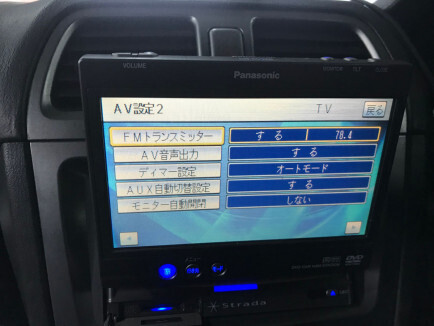 VOLUME
Panasonic
AV設定2 TV 戻る
FMトランスミッター する 78.4
AV音声出力 する
ディマー設定 オートモード
AUX自動切替設定 する
モニター自動開閉 しない
Strada